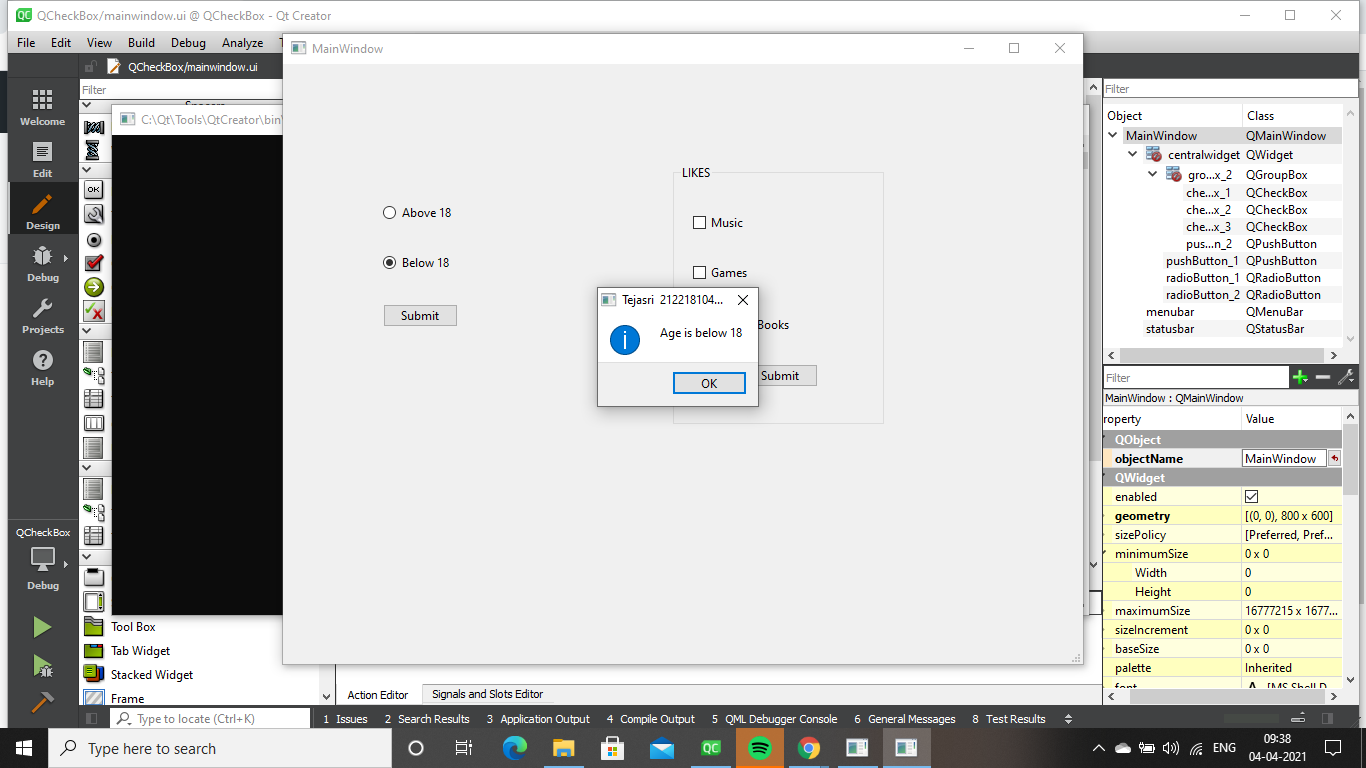 QCheckBox/mainwindow.ui @ QCheckBox - Qt Creator
File Edit View Build Debug Analyze
MainWindow
QCheckBox/mainwindow.ui
Filter
Filter
C:\Qt\Tools\QtCreator\bin\
Welcome
Edit
Design
Debug
Projects
Help
QCheckBox
Debug
OK
Above 18
Below 18
Submit
LIKES
Music
Games
Books
Submit
Tejasri 212218104...
Age is below 18
OK
Object Class
MainWindow QMainWindow
centralwidget QWidget
gro...x_2 QGroupBox
che...x_1 QCheckBox
che...x_2 QCheckBox
che...x_3 QCheckBox
pus...n_2 QPushButton
pushButton_1 QPushButton
radioButton_1 QRadioButton
radioButton_2 QRadioButton
menubar QMenuBar
statusbar QStatusBar
Filter
MainWindow : QMainWindow
roperty Value
QObject
objectName MainWindow
QWidget
enabled
geometry [(0, 0), 800 x 600]
sizePolicy [Preferred, Pref...
minimumSize 0 x 0
Width 0
Height 0
maximumSize 16777215 x 1677...
sizeIncrement 0 x 0
baseSize 0 x 0
palette Inherited
font A [MS Shell D
Tool Box
Tab Widget
Stacked Widget
Frame
Action Editor Signals and Slots Editor
Type to locate (Ctrl+K) 1 Issues 2 Search Results 3 Application Output 4 Compile Output 5 QML Debugger Console 6 General Messages 8 Test Results
Type here to search
QC
ENG
09:38
04-04-2021